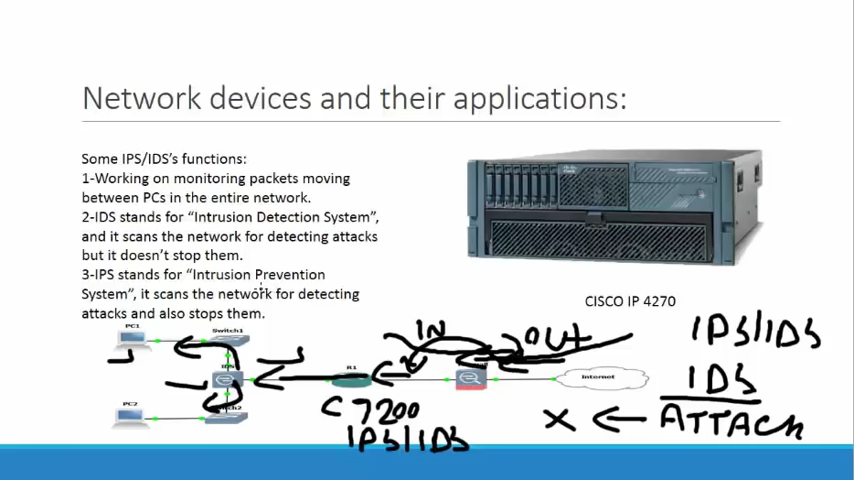 Network devices and their applications:
Some IPS/IDS's functions:
1-Working on monitoring packets moving
between PCs in the entire network.
2-IDS stands for “Intrusion Detection System”,
and it scans the network for detecting attacks
but it doesn't stop them.
3-IPS stands for “Intrusion Prevention
System”, it scans the network for detecting
attacks and also stops them.
CISCO IP 4270
PC1
Switch1
IN
OUT
IPS/IDS
R1
Internet
IDS
PC2
C7200
X ← ATTACK
IPS/IDS